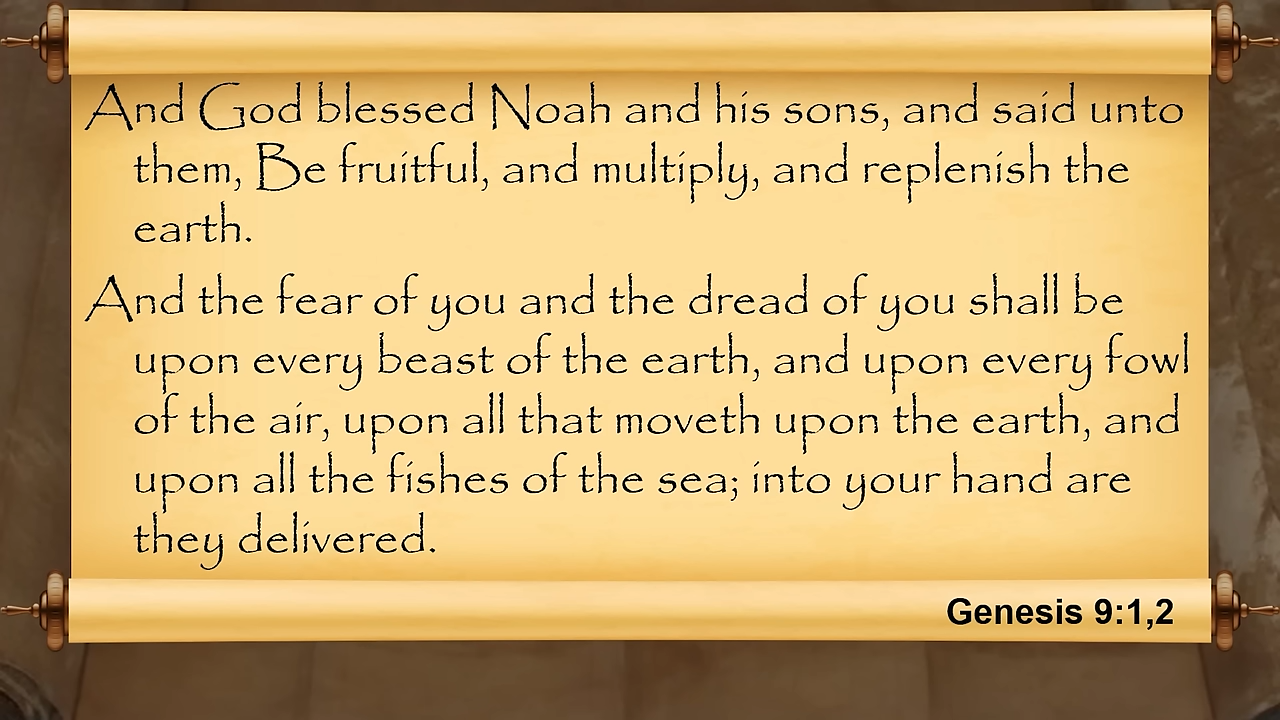 And God blessed Noah and his sons, and said unto
them, Be fruitful, and multiply, and replenish the
earth.
And the fear of you and the dread of you shall be
upon every beast of the earth, and upon every fowl
of the air, upon all that moveth upon the earth, and
upon all the fishes of the sea; into your hand are
they delivered.
Genesis 9:1,2